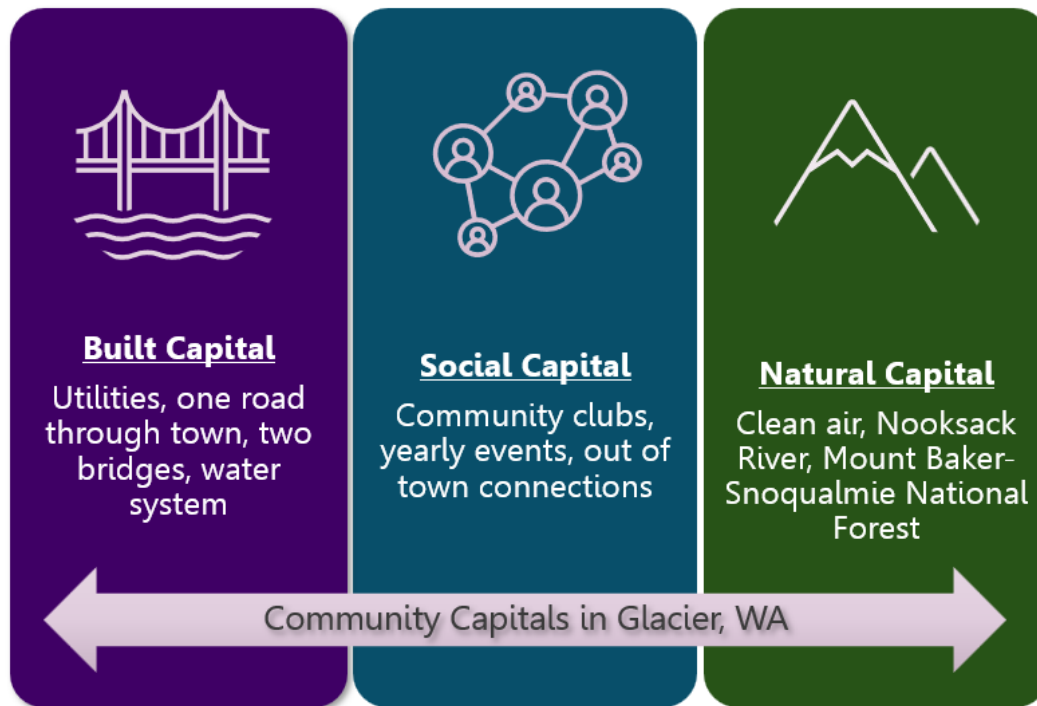 Built Capital
Utilities, one road
through town, two
bridges, water
system
Social Capital
Community clubs,
yearly events, out of
town connections
Natural Capital
Clean air, Nooksack
River, Mount Baker-
Snoqualmie National
Forest
Community Capitals in Glacier, WA